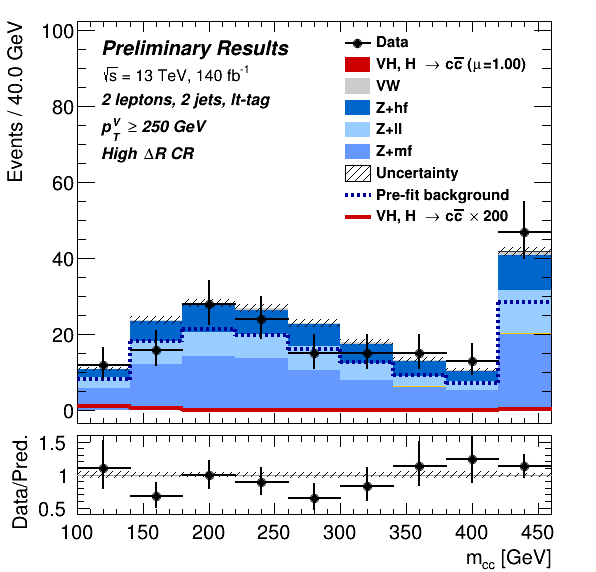 Events / 40.0 GeV
100
80
60
40
20
0
Preliminary Results
√s = 13 TeV, 140 fb⁻¹
2 leptons, 2 jets, lt-tag
p_T^V ≥ 250 GeV
High ΔR CR
Data
VH, H → cc̅ (μ=1.00)
VW
Z+hf
Z+ll
Z+mf
Uncertainty
Pre-fit background
VH, H → cc̅ × 200
Data/Pred.
1.5
1
0.5
100 150 200 250 300 350 400 450
m_cc [GeV]